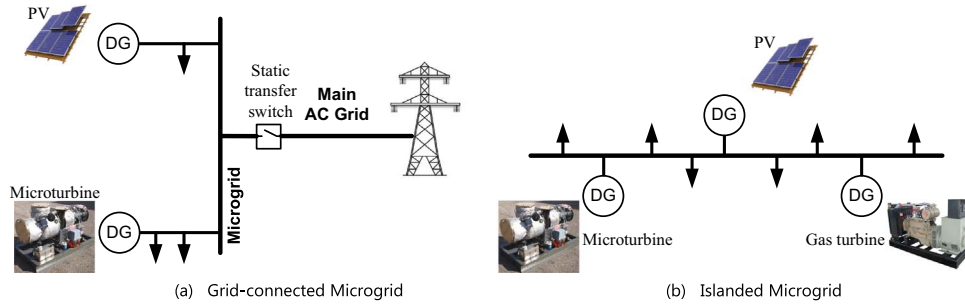 PV
DG
Static
transfer
switch
Main
AC Grid
Microgrid
Microturbine
DG
(a) Grid-connected Microgrid
PV
DG
DG
DG
Microturbine
Gas turbine
(b) Islanded Microgrid